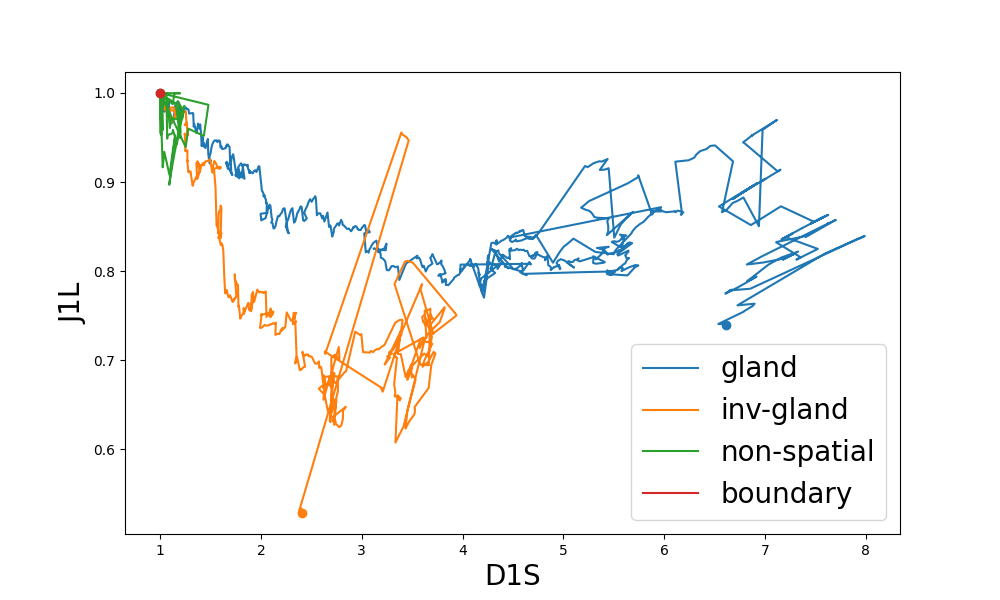 1.0
0.9
0.8
0.7
0.6
J1L
1 2 3 4 5 6 7 8
D1S
gland
inv-gland
non-spatial
boundary